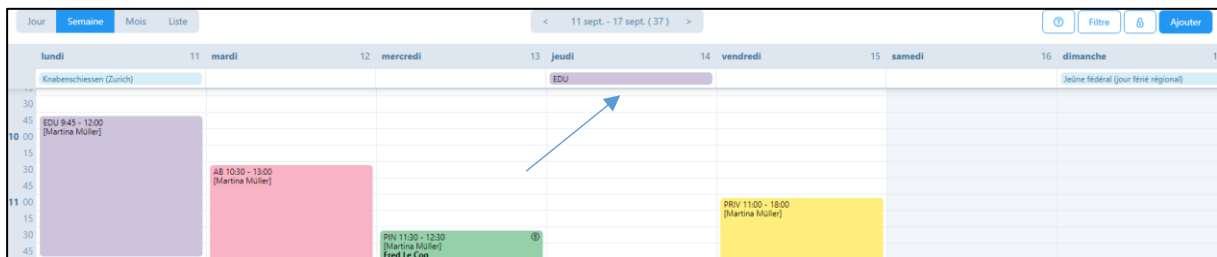 Jour Semaine Mois Liste < 11 sept. - 17 sept. ( 37 ) > Filtre Ajouter
lundi 11 mardi 12 mercredi 13 jeudi 14 vendredi 15 samedi 16 dimanche
Knabenschiessen (Zurich) EDU Jeûne fédéral (jour férié régional)
30
45
EDU 9:45 - 12:00
[Martina Müller]
10 00
15
30
AB 10:30 - 13:00
[Martina Müller]
45
11 00
PRIV 11:00 - 18:00
[Martina Müller]
15
30
PIN 11:30 - 12:30
[Martina Müller]
Fred Le Coq
45